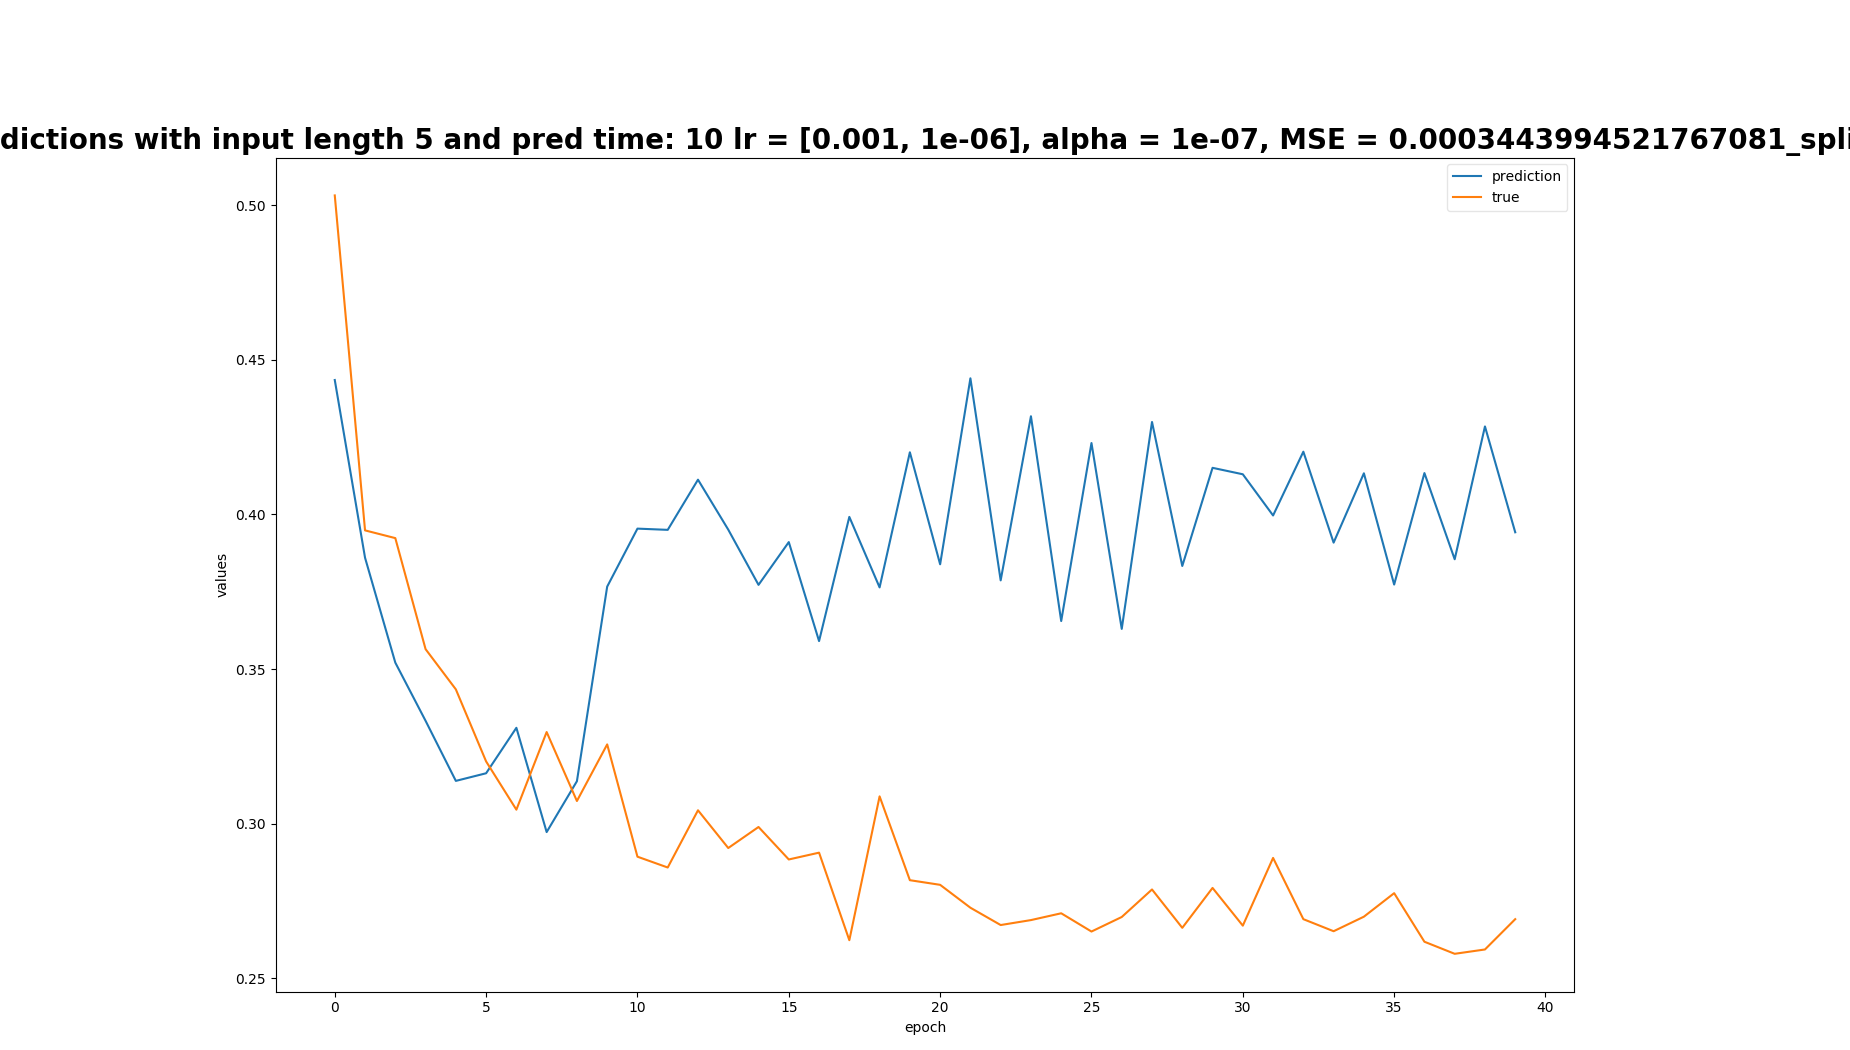 dictions with input length 5 and pred time: 10 lr = [0.001, 1e-06], alpha = 1e-07, MSE = 0.0003443994521767081_spli
prediction
true
0.50
0.45
0.40
0.35
0.30
0.25
values
0 5 10 15 20 25 30 35 40
epoch